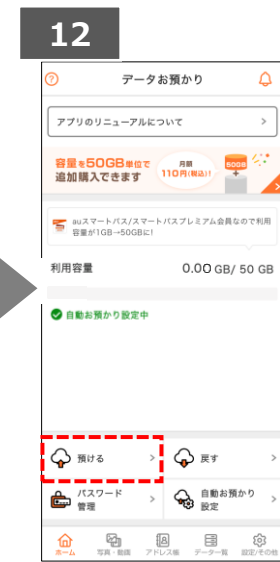 12
データお預かり
アプリのリニューアルについて
容量を50GB単位で
追加購入できます
月額
110円(税込)!
50GB
auスマートパス/スマートパスプレミアム会員なので利用
容量が1GB→50GBに!
利用容量
0.00 GB/ 50 GB
自動お預かり設定中
預ける
戻す
パスワード
管理
自動お預かり
設定
ホーム
写真・動画
アドレス帳
データ一覧
設定/その他